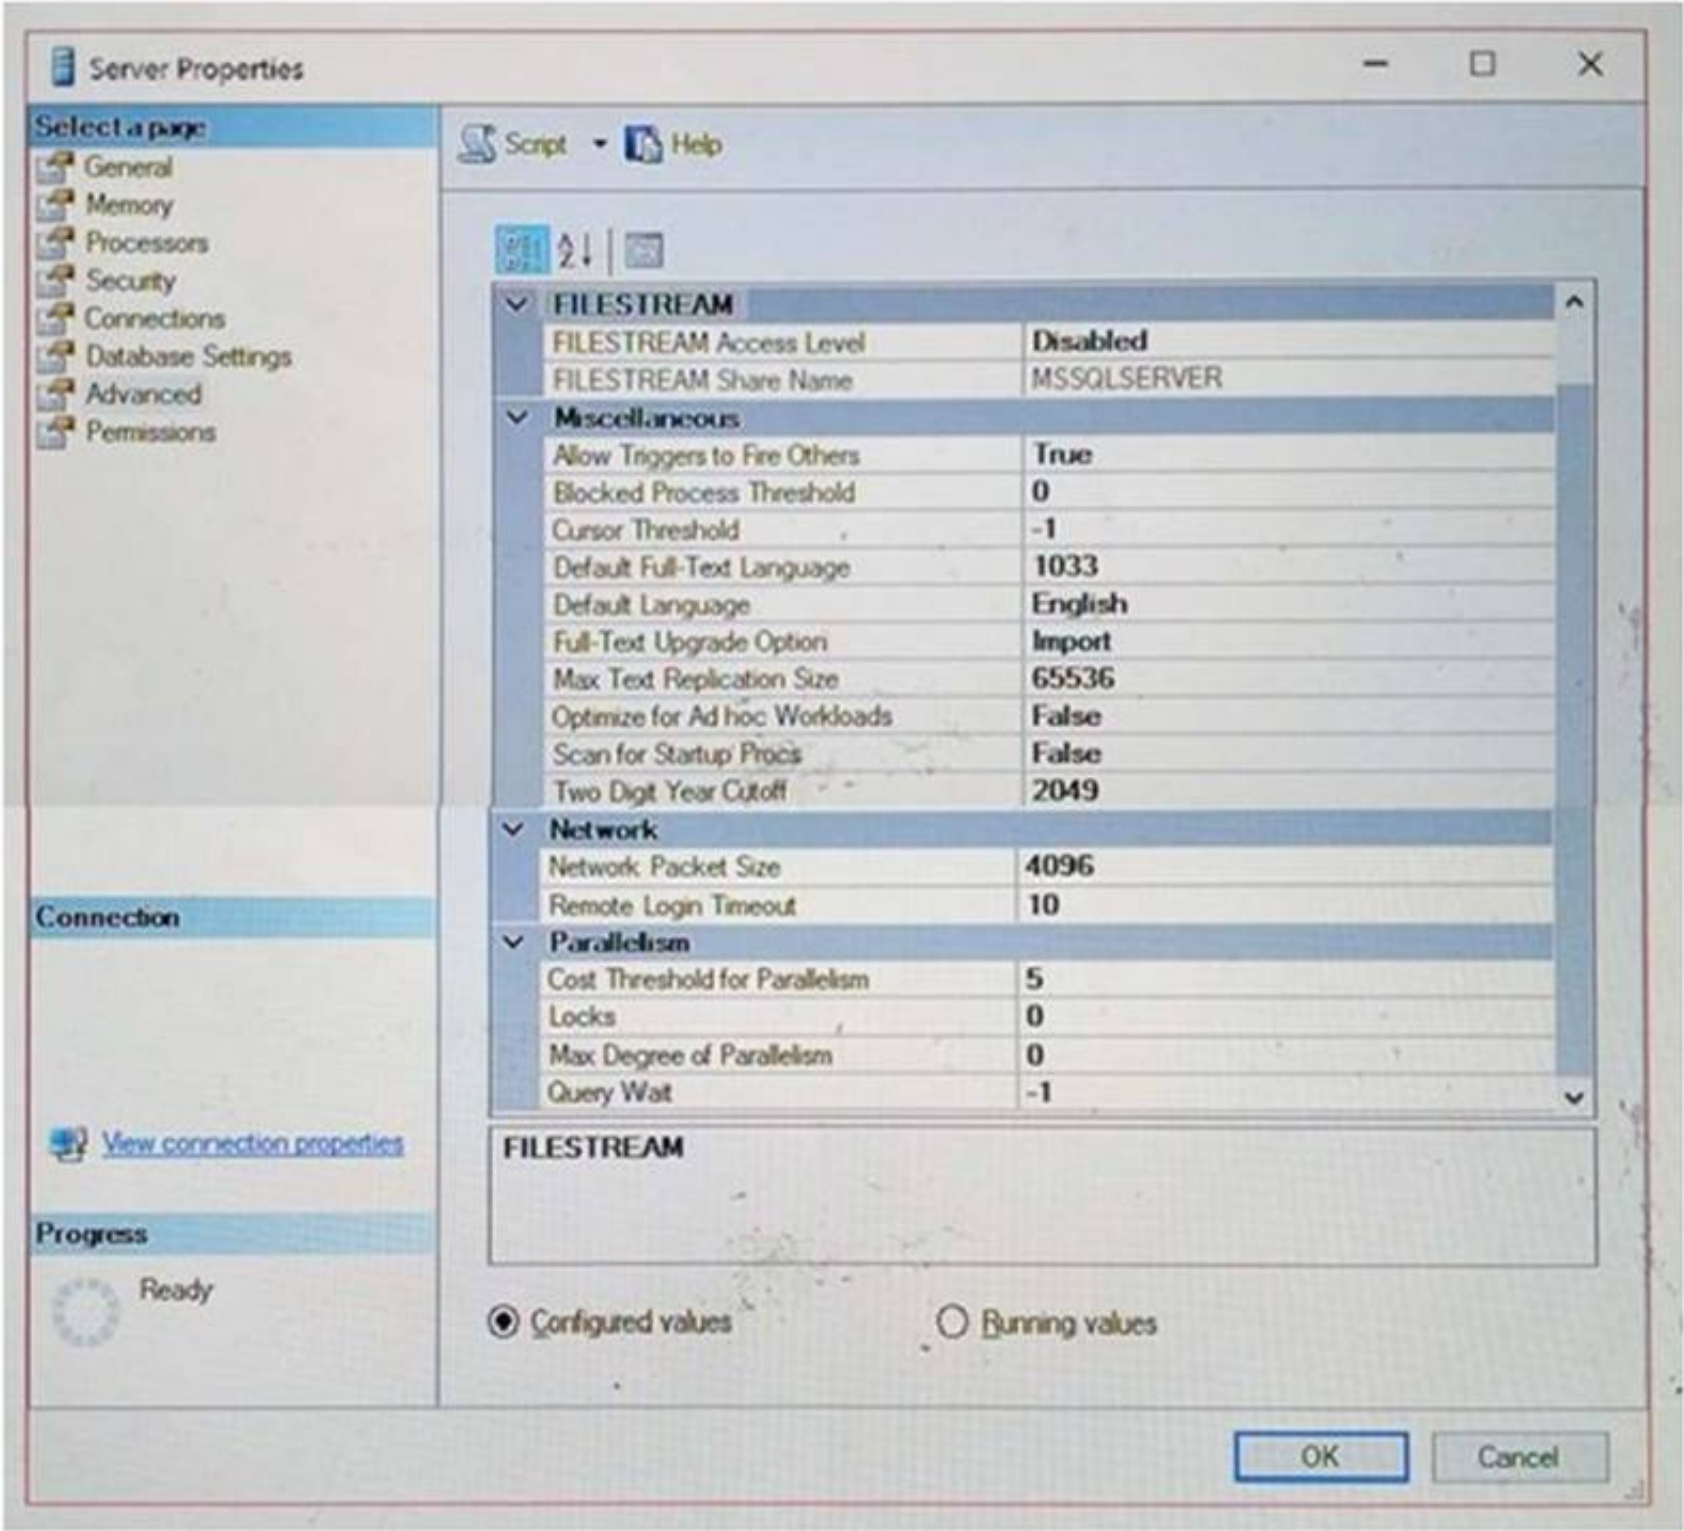 Server Properties
Select a page
General
Memory
Processors
Security
Connections
Database Settings
Advanced
Permissions
Connection
View connection properties
Progress
Ready
Script Help
FILESTREAM
FILESTREAM Access Level Disabled
FILESTREAM Share Name MSSQLSERVER
Miscellaneous
Allow Triggers to Fire Others True
Blocked Process Threshold 0
Cursor Threshold -1
Default Full-Text Language 1033
Default Language English
Full-Text Upgrade Option Import
Max Text Replication Size 65536
Optimize for Ad hoc Workloads False
Scan for Startup Procs False
Two Digit Year Cutoff 2049
Network
Network Packet Size 4096
Remote Login Timeout 10
Parallelism
Cost Threshold for Parallelism 5
Locks 0
Max Degree of Parallelism 0
Query Wait -1
FILESTREAM
Configured values Running values
OK Cancel